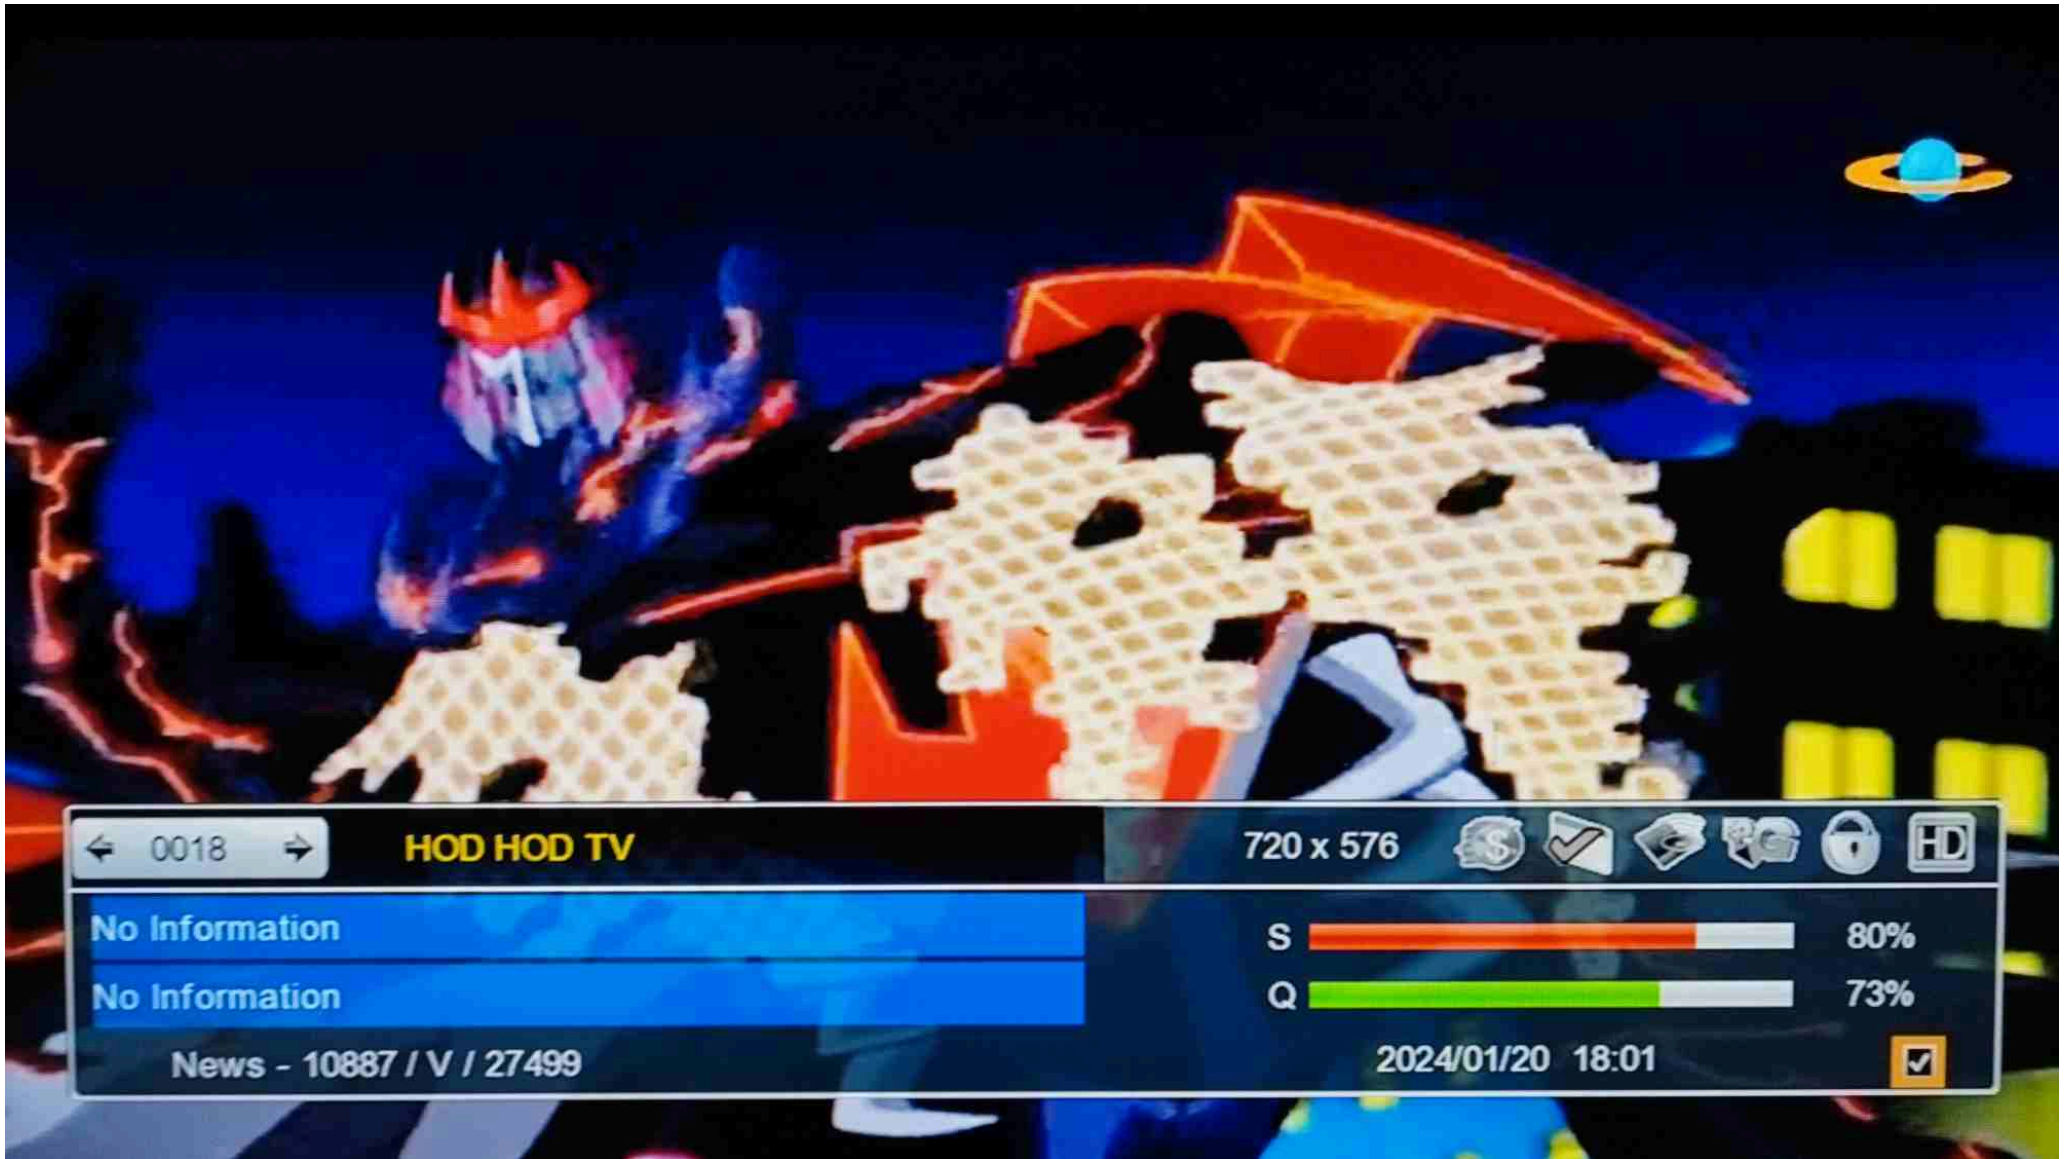 0018
HOD HOD TV
720 x 576
$
HD
No Information
S
80%
No Information
Q
73%
News - 10887 / V / 27499
2024/01/20 18:01